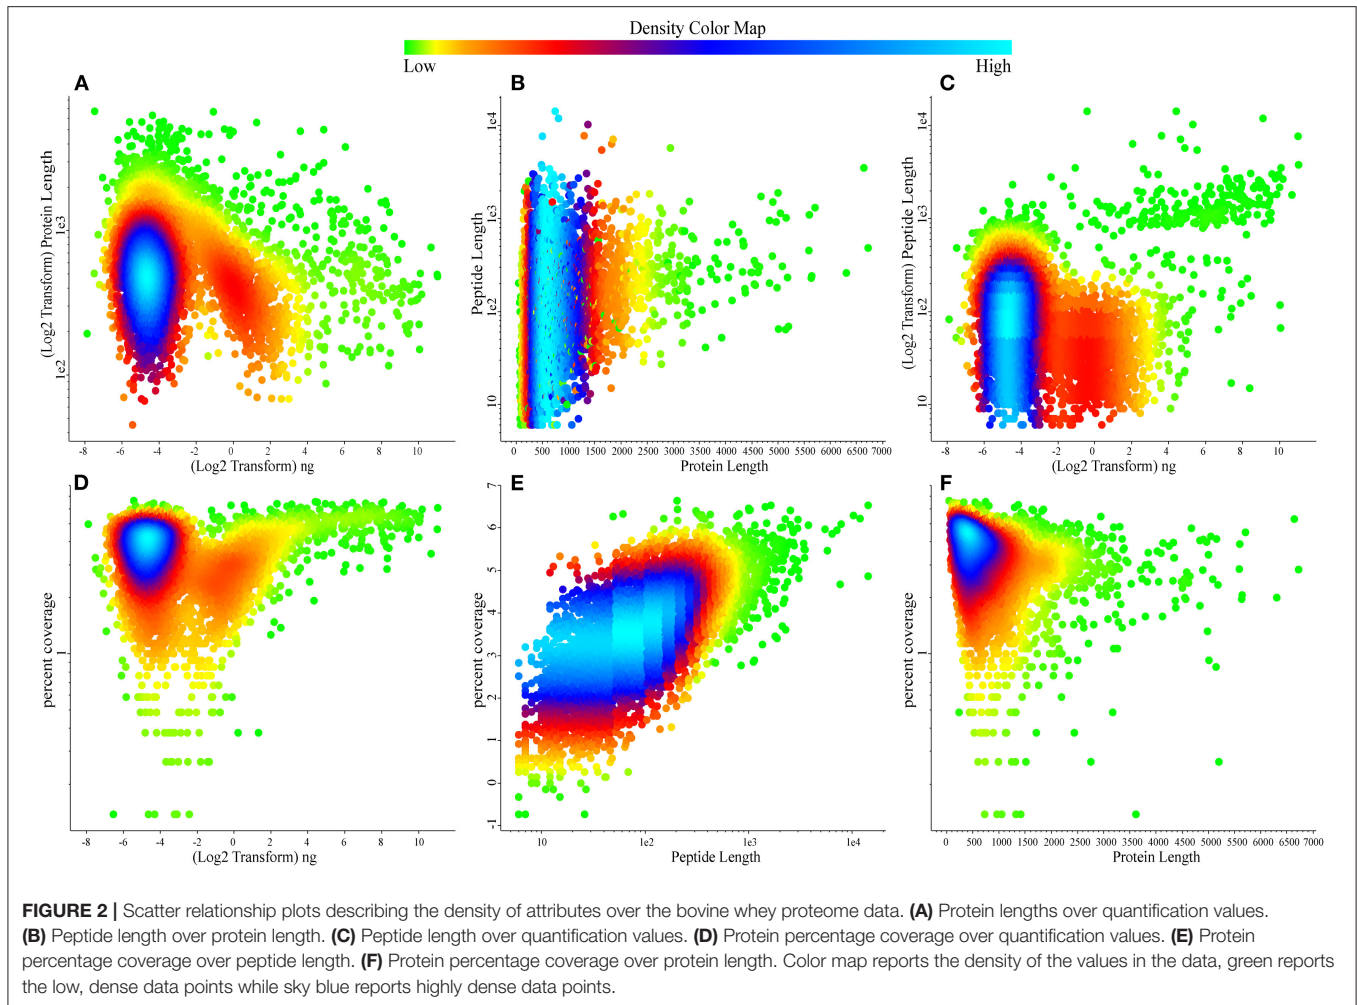 Density Color Map
Low High
A
(Log2 Transform) Protein Length
1e3
1e2
-8 -6 -4 -2 0 2 4 6 8 10
(Log2 Transform) ng
B
Peptide Length
1e4
1e3
1e2
10
0 500 1000 1500 2000 2500 3000 3500 4000 4500 5000 5500 6000 6500 7000
Protein Length
C
(Log2 Transform) Peptide Length
1e4
1e3
1e2
10
-8 -6 -4 -2 0 2 4 6 8 10
(Log2 Transform) ng
D
percent coverage
1
-8 -6 -4 -2 0 2 4 6 8 10
(Log2 Transform) ng
E
percent coverage
7
6
5
4
3
2
1
0
-1
10 1e2 1e3 1e4
Peptide Length
F
percent coverage
1
0 500 1000 1500 2000 2500 3000 3500 4000 4500 5000 5500 6000 6500 7000
Protein Length
FIGURE 2 | Scatter relationship plots describing the density of attributes over the bovine whey proteome data. (A) Protein lengths over quantification values.
(B) Peptide length over protein length. (C) Peptide length over quantification values. (D) Protein percentage coverage over quantification values. (E) Protein
percentage coverage over peptide length. (F) Protein percentage coverage over protein length. Color map reports the density of the values in the data, green reports
the low, dense data points while sky blue reports highly dense data points.